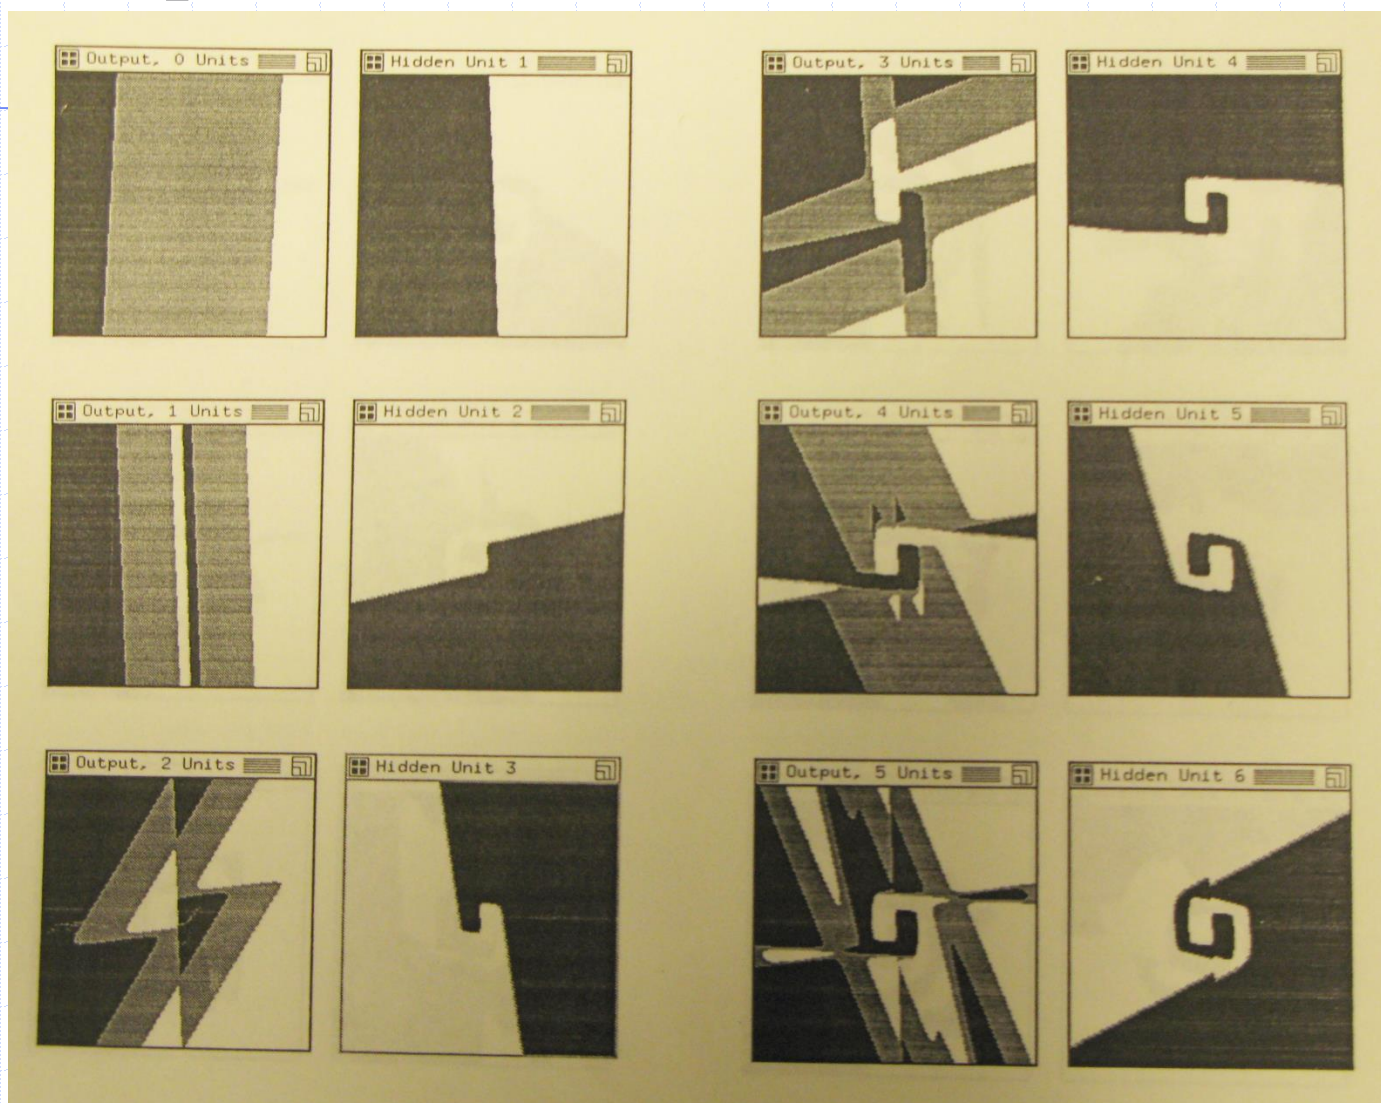 Output, 0 Units
Hidden Unit 1
Output, 3 Units
Hidden Unit 4
Output, 1 Units
Hidden Unit 2
Output, 4 Units
Hidden Unit 5
Output, 2 Units
Hidden Unit 3
Output, 5 Units
Hidden Unit 6